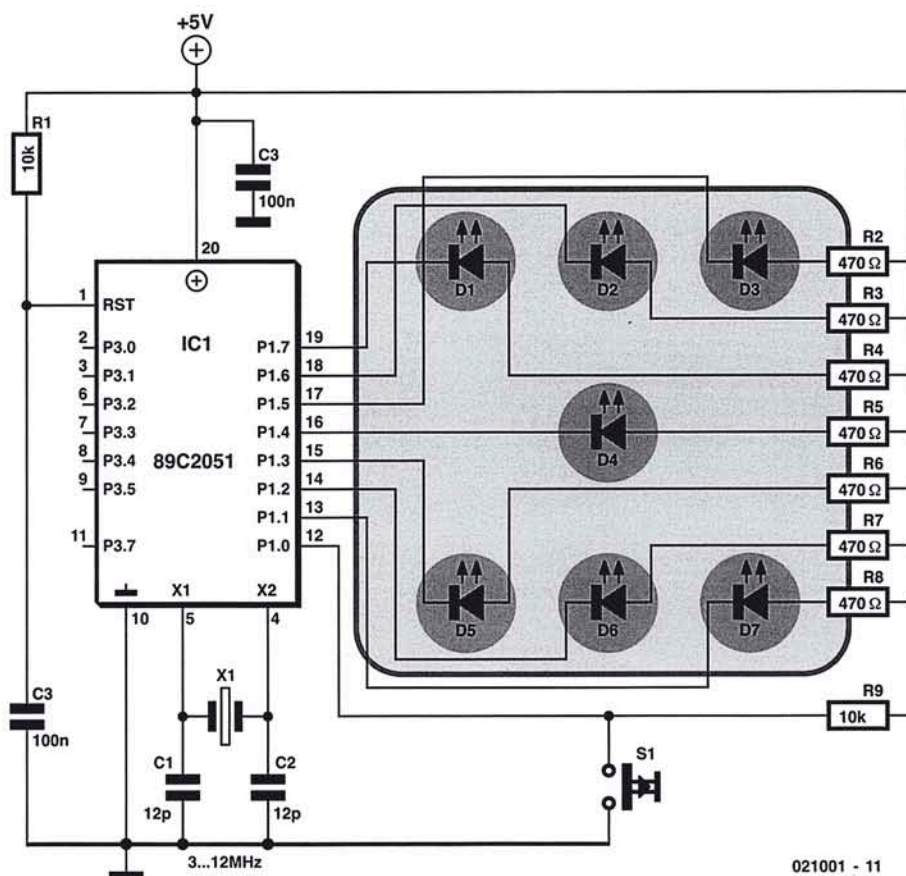 +5V
R1
10k
C3
100n
20
1
RST
IC1
2
P3.0
3
P3.1
6
P3.2
7
P3.3
8
P3.4
9
P3.5
11
P3.7
89C2051
P1.7
19
P1.6
18
P1.5
17
P1.4
16
P1.3
15
P1.2
14
P1.1
13
P1.0
12
X1
X2
10
5
4
D1
D2
D3
D4
D5
D6
D7
R2
470 Ω
R3
470 Ω
R4
470 Ω
R5
470 Ω
R6
470 Ω
R7
470 Ω
R8
470 Ω
R9
10k
S1
C3
100n
X1
C1
12p
C2
12p
3...12MHz
021001 - 11